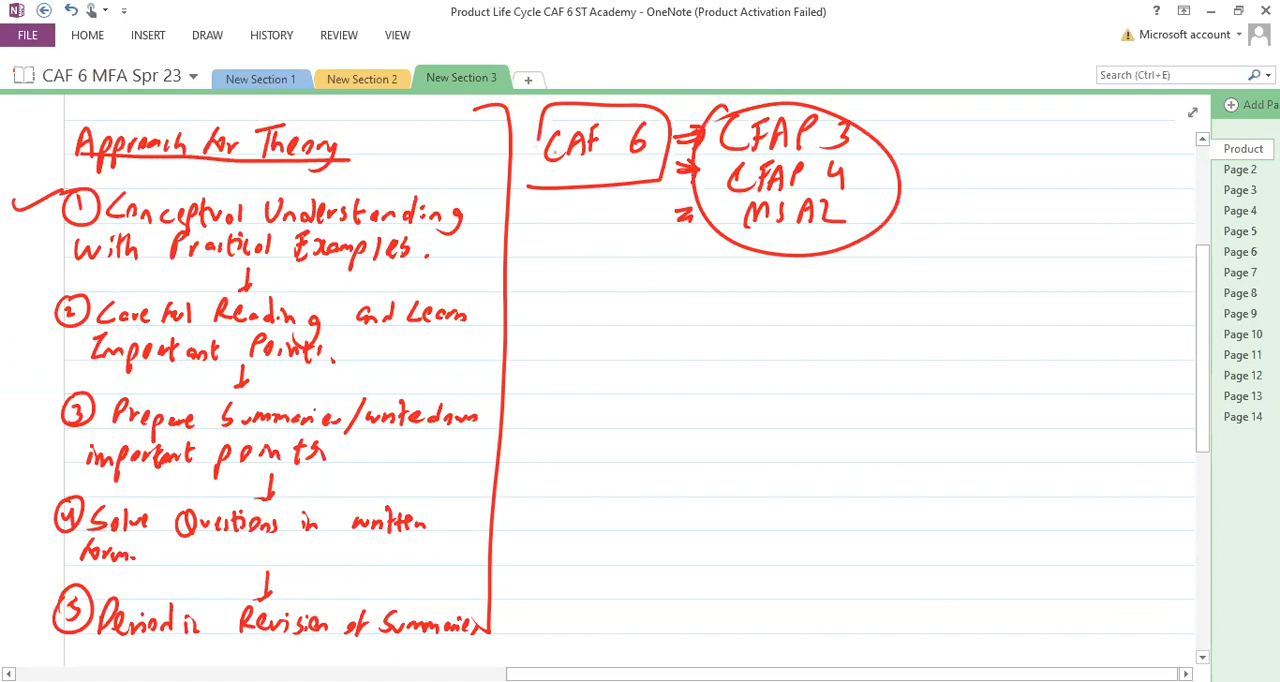 Product Life Cycle CAF 6 ST Academy - OneNote (Product Activation Failed)
FILE HOME INSERT DRAW HISTORY REVIEW VIEW
Microsoft account
CAF 6 MFA Spr 23
New Section 1 New Section 2 New Section 3
Search (Ctrl+E)
Add Pa
Product
Page 2
Page 3
Page 4
Page 5
Page 6
Page 7
Page 8
Page 9
Page 10
Page 11
Page 12
Page 13
Page 14
Approach for Theory
① Conceptual Understanding
with Practical Examples.
② Careful Reading and Learn
Important Points.
③ Prepare Summaries/writedown
important points
④ Solve Questions in written
form.
⑤ Periodic Revision of Summaries
CAF 6 ⇒ CFAP 3
⇒ CFAP 4
= MSA2